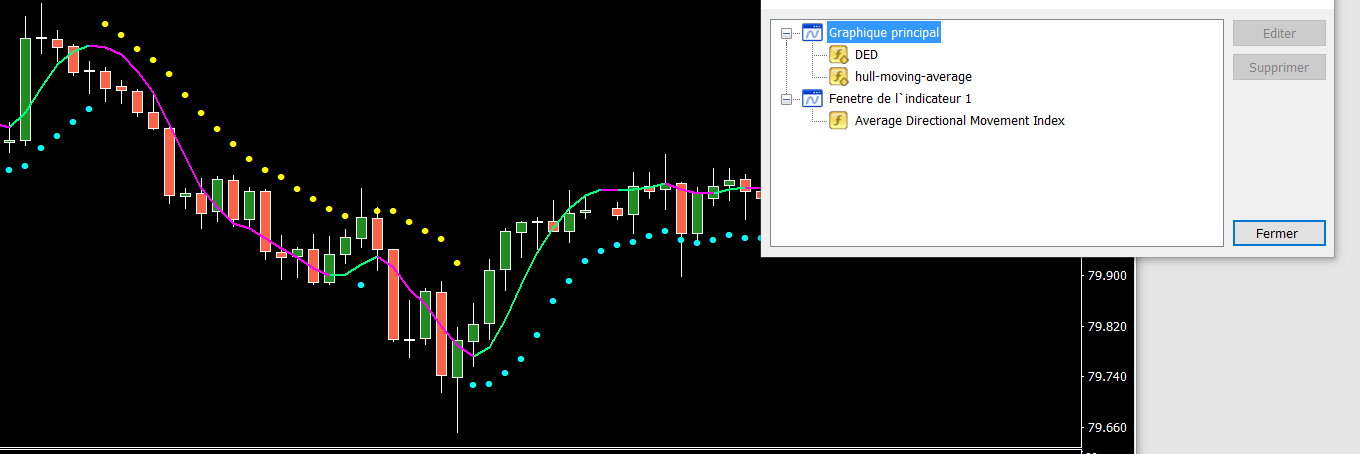 Graphique principal
DED
hull-moving-average
Fenetre de l`indicateur 1
Average Directional Movement Index
Editer
Supprimer
Fermer
79.900
79.820
79.740
79.660